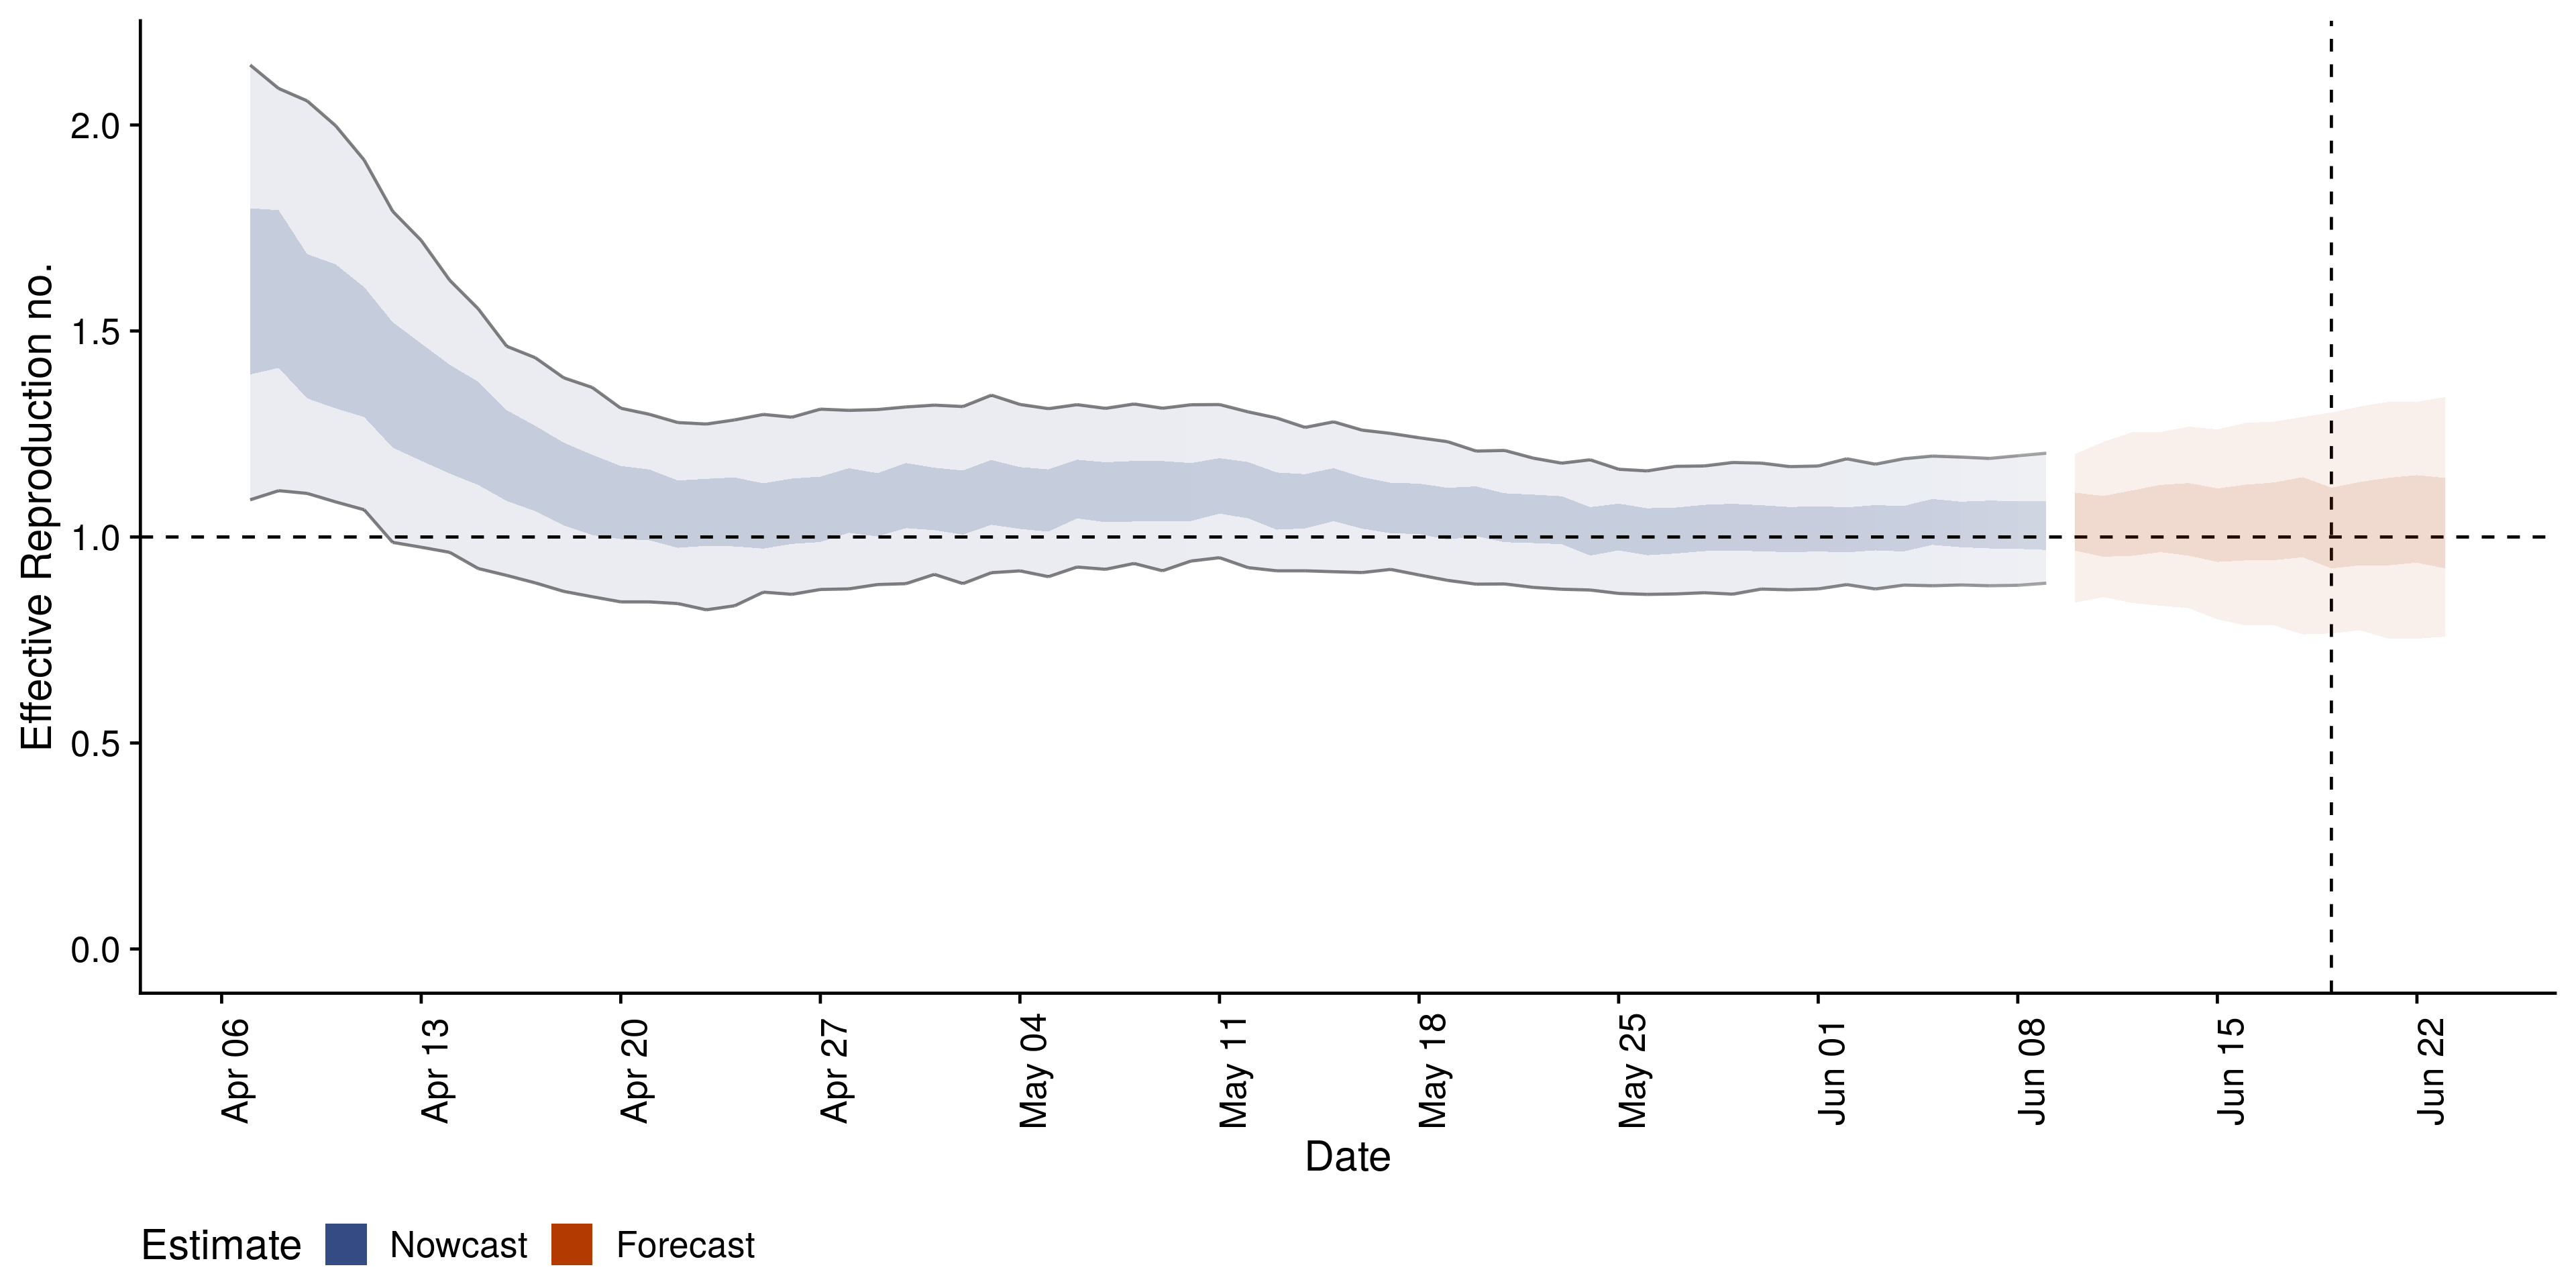 Effective Reproduction no.
2.0
1.5
1.0
0.5
0.0
Apr 06
Apr 13
Apr 20
Apr 27
May 04
May 11
May 18
May 25
Jun 01
Jun 08
Jun 15
Jun 22
Date
Estimate Nowcast Forecast